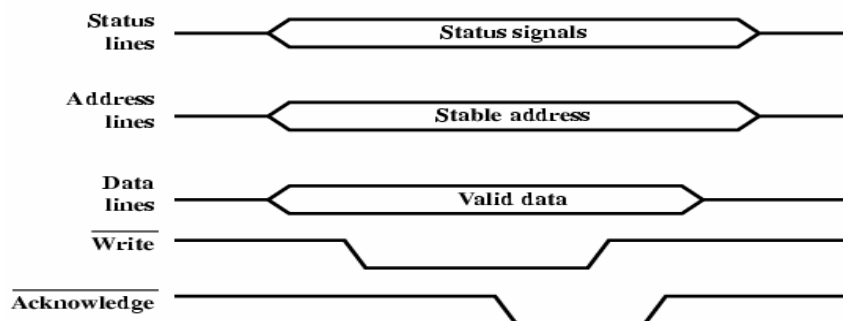 Status
lines
Status signals
Address
lines
Stable address
Data
lines
Valid data
Write
Acknowledge